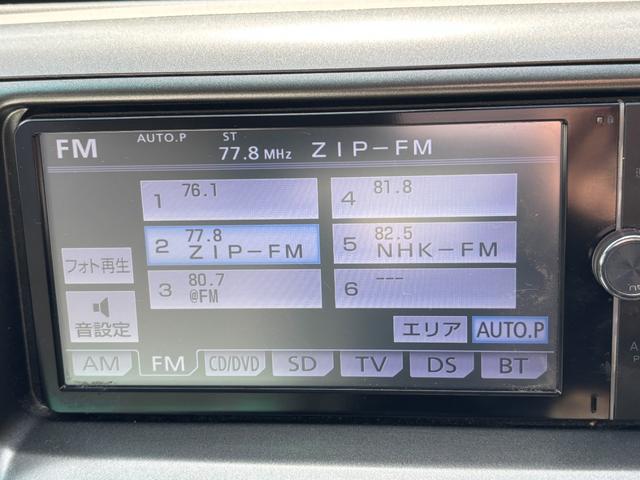 FM AUTO.P ST 77.8 MHz ZIP-FM
1 76.1
4 81.8
2 77.8 ZIP-FM
5 82.5 NHK-FM
3 80.7 @FM
6 ---
フォト再生
音設定
エリア AUTO.P
AM FM CD/DVD SD TV DS BT